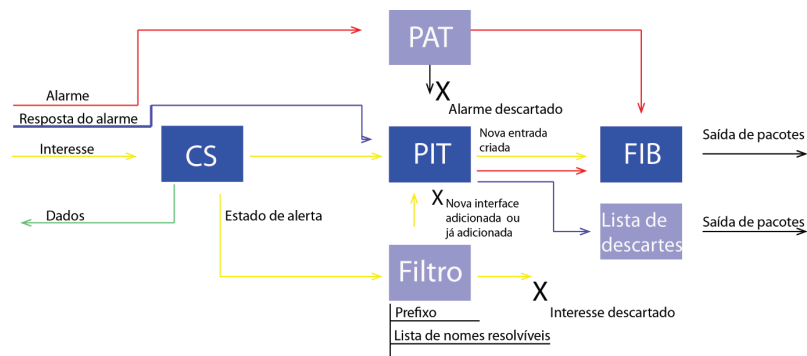 PAT
Alarme
X
Alarme descartado
Resposta do alarme
Interesse
CS
PIT
Nova entrada
criada
FIB
Saída de pacotes
Dados
Estado de alerta
X
Nova interface
adicionada ou
já adicionada
Lista de
descartes
Saída de pacotes
Filtro
X
Interesse descartado
Prefixo
Lista de nomes resolvíveis